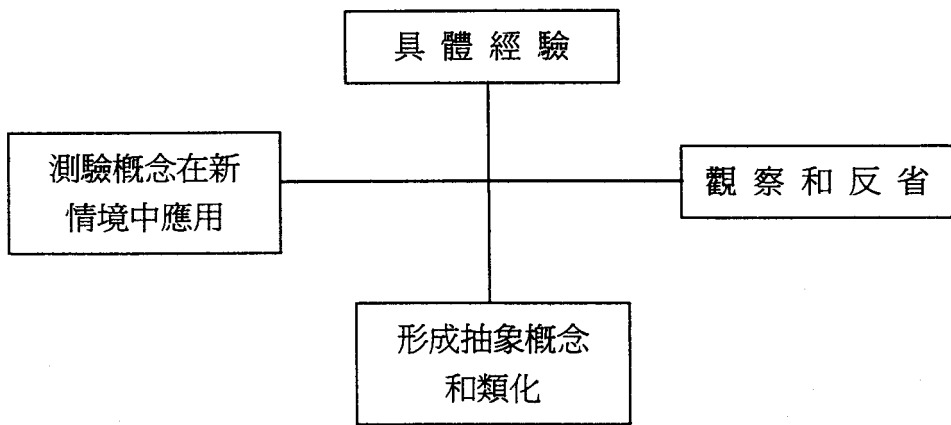 具體經驗
測驗概念在新
情境中應用
觀察和反省
形成抽象概念
和類化